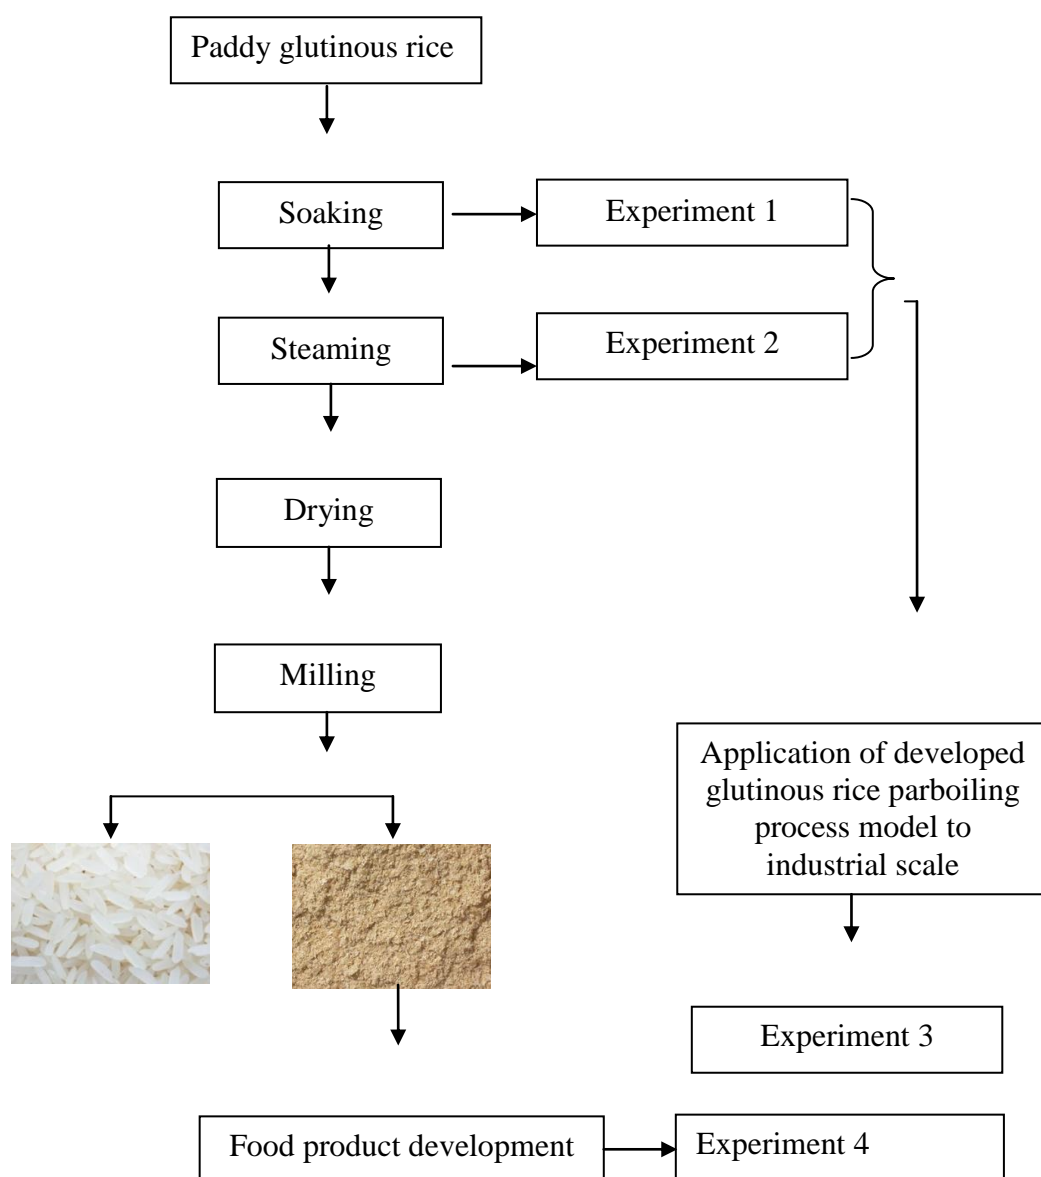 Paddy glutinous rice
Soaking
Experiment 1
Steaming
Experiment 2
Drying
Milling
Application of developed
glutinous rice parboiling
process model to
industrial scale
Experiment 3
Food product development
Experiment 4